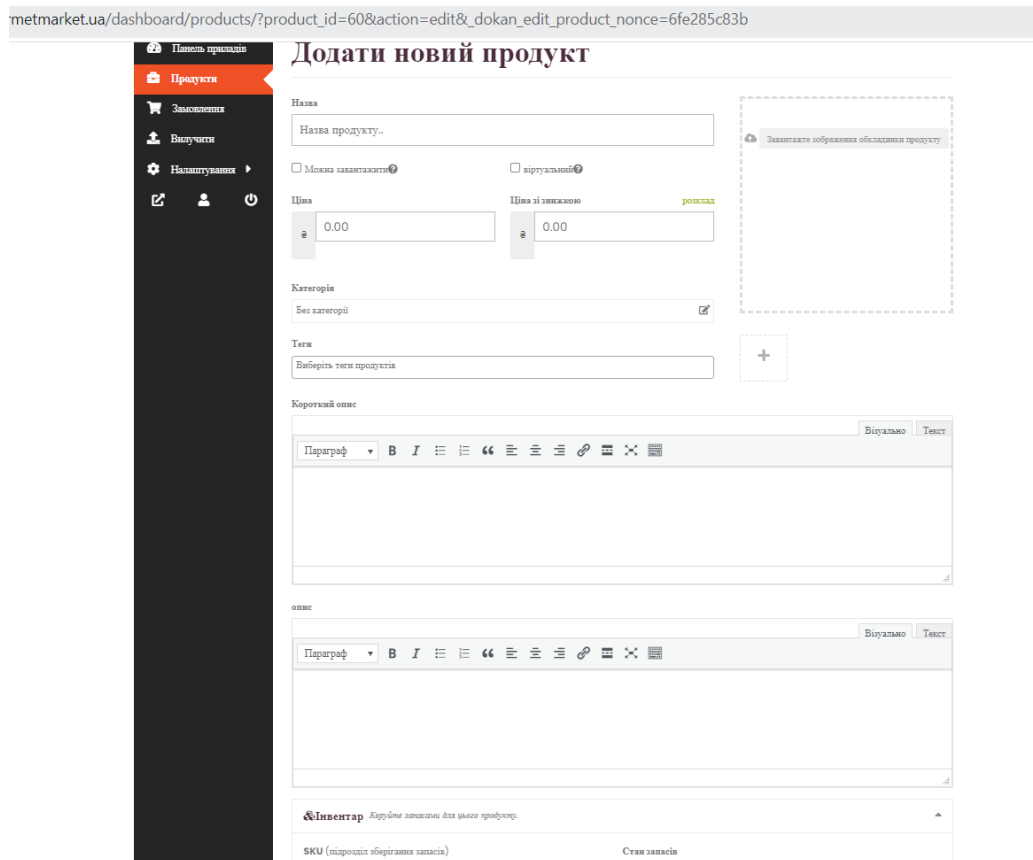 rmetmarket.ua/dashboard/products/?product_id=60&action=edit&_dokan_edit_product_nonce=6fe285c83b
Панель приладів
Продукти
Замовлення
Вилучити
Налаштування
Додати новий продукт
Назва
Назва продукту..
Можна завантажити
віртуальний
Ціна
Ціна зі знижкою
розклад
₴ 0.00
₴ 0.00
Категорія
Без категорії
Теги
Виберіть теги продуктів
Завантажте зображення обкладинки продукту
+
Короткий опис
Візуально Текст
Параграф B I
опис
Візуально Текст
Параграф B I
Інвентар Керуйте запасами для цього продукту.
SKU (підрозділ зберігання запасів)
Стан запасів